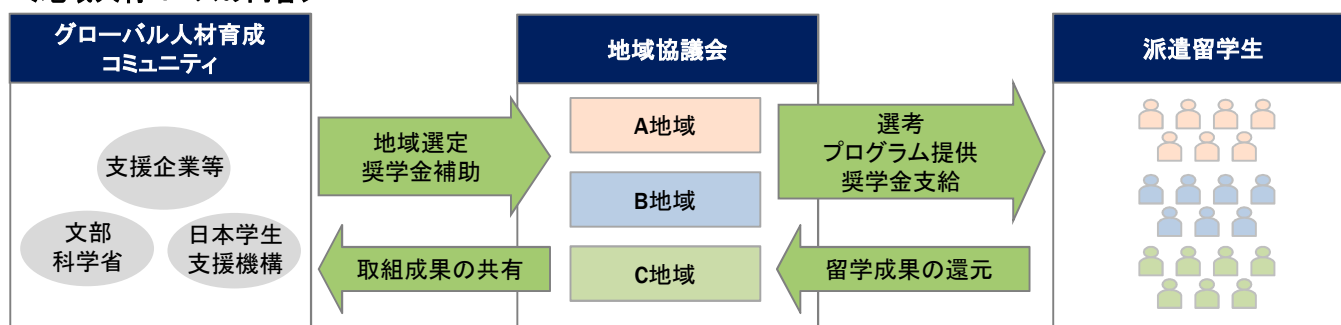 グローバル人材育成
コミュニティ
支援企業等
文部
科学省
日本学生
支援機構
地域選定
奨学金補助
取組成果の共有
地域協議会
A地域
B地域
C地域
選考
プログラム提供
奨学金支給
留学成果の還元
派遣留学生